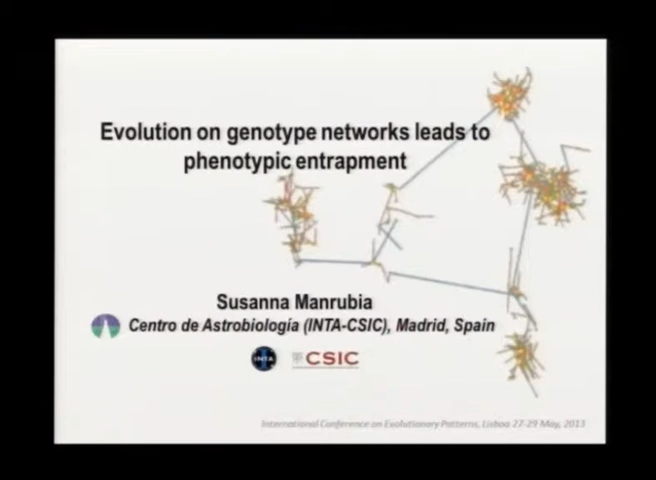 Evolution on genotype networks leads to
phenotypic entrapment
Susanna Manrubia
Centro de Astrobiología (INTA-CSIC), Madrid, Spain
INTA
CSIC
International Conference on Evolutionary Patterns, Lisboa 27-29 May, 2013